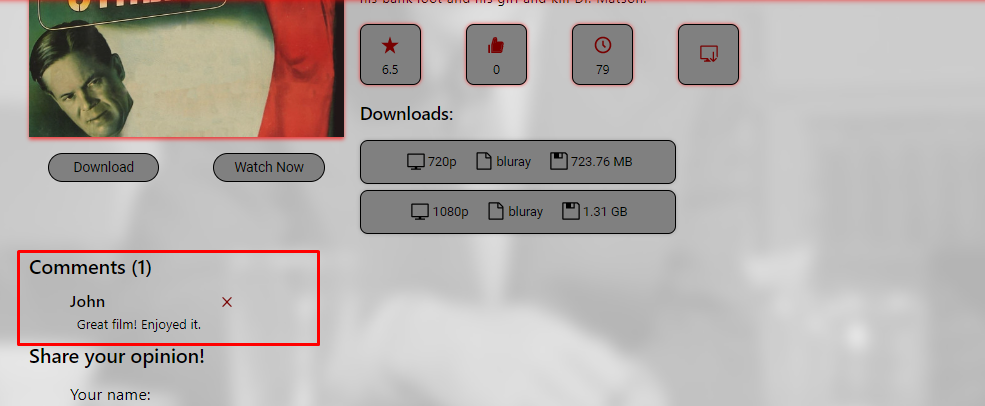 his bank loot and his girl and kill Dr. Matson.
6.5
0
79
Downloads:
720p bluray 723.76 MB
1080p bluray 1.31 GB
Download
Watch Now
Comments (1)
John
Great film! Enjoyed it.
Share your opinion!
Your name: